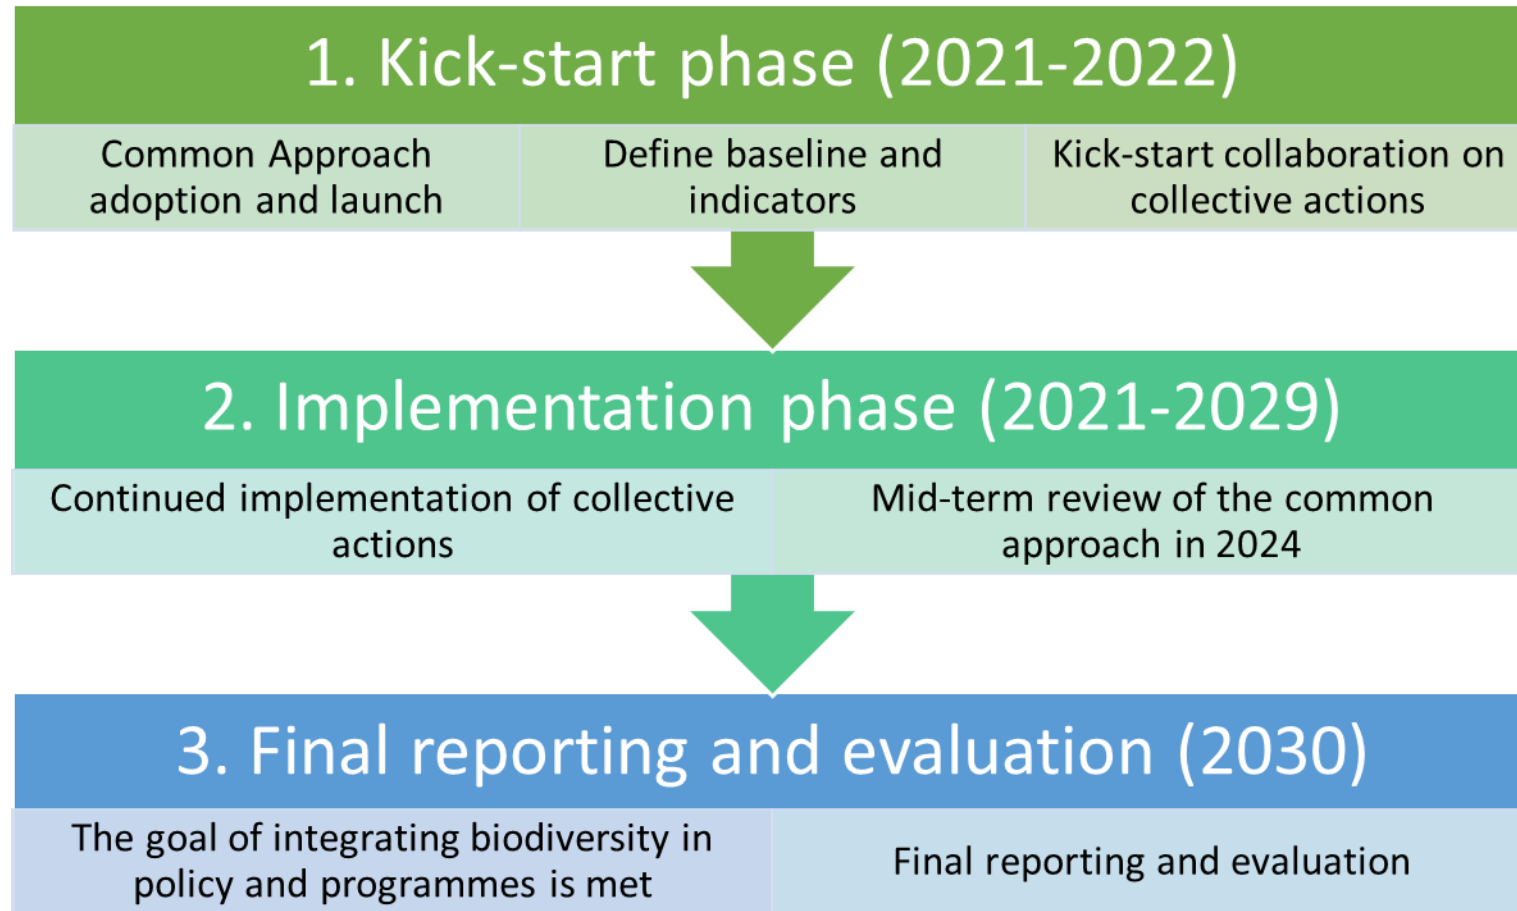 1. Kick-start phase (2021-2022)
Common Approach
adoption and launch
Define baseline and
indicators
Kick-start collaboration on
collective actions
2. Implementation phase (2021-2029)
Continued implementation of collective
actions
Mid-term review of the common
approach in 2024
3. Final reporting and evaluation (2030)
The goal of integrating biodiversity in
policy and programmes is met
Final reporting and evaluation